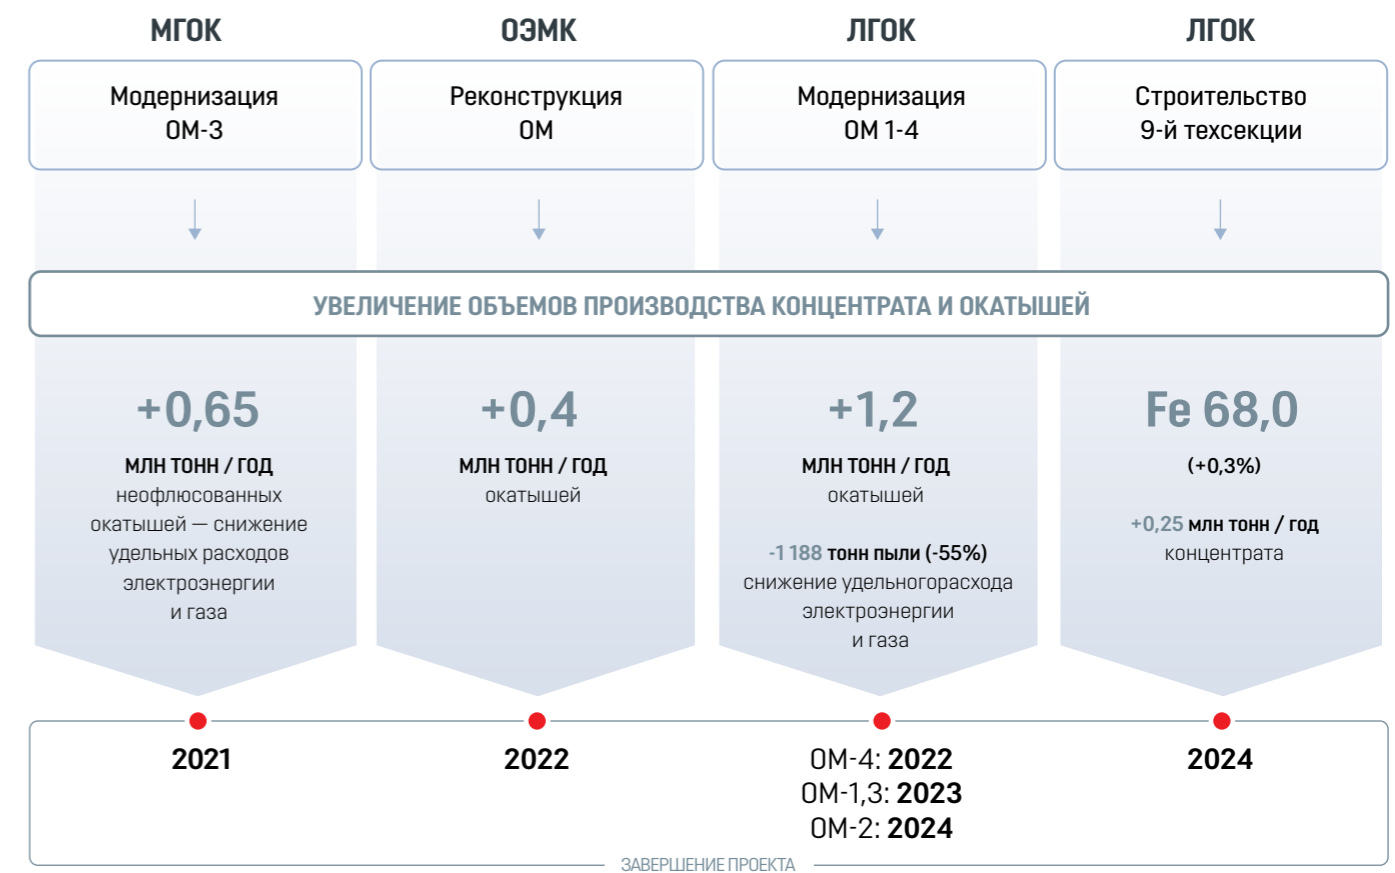 МГОК
Модернизация
ОМ-3
ОЭМК
Реконструкция
ОМ
ЛГОК
Модернизация
ОМ 1-4
ЛГОК
Строительство
9-й техсекции
УВЕЛИЧЕНИЕ ОБЪЕМОВ ПРОИЗВОДСТВА КОНЦЕНТРАТА И ОКАТЫШЕЙ
+0,65
МЛН ТОНН / ГОД
неофлюсованных
окатышей — снижение
удельных расходов
электроэнергии
и газа
+0,4
МЛН ТОНН / ГОД
окатышей
+1,2
МЛН ТОНН / ГОД
окатышей
-1 188 тонн пыли (-55%)
снижение удельногорасхода
электроэнергии
и газа
Fe 68,0
(+0,3%)
+0,25 млн тонн / год
концентрата
2021
2022
ОМ-4: 2022
ОМ-1,3: 2023
ОМ-2: 2024
2024
ЗАВЕРШЕНИЕ ПРОЕКТА